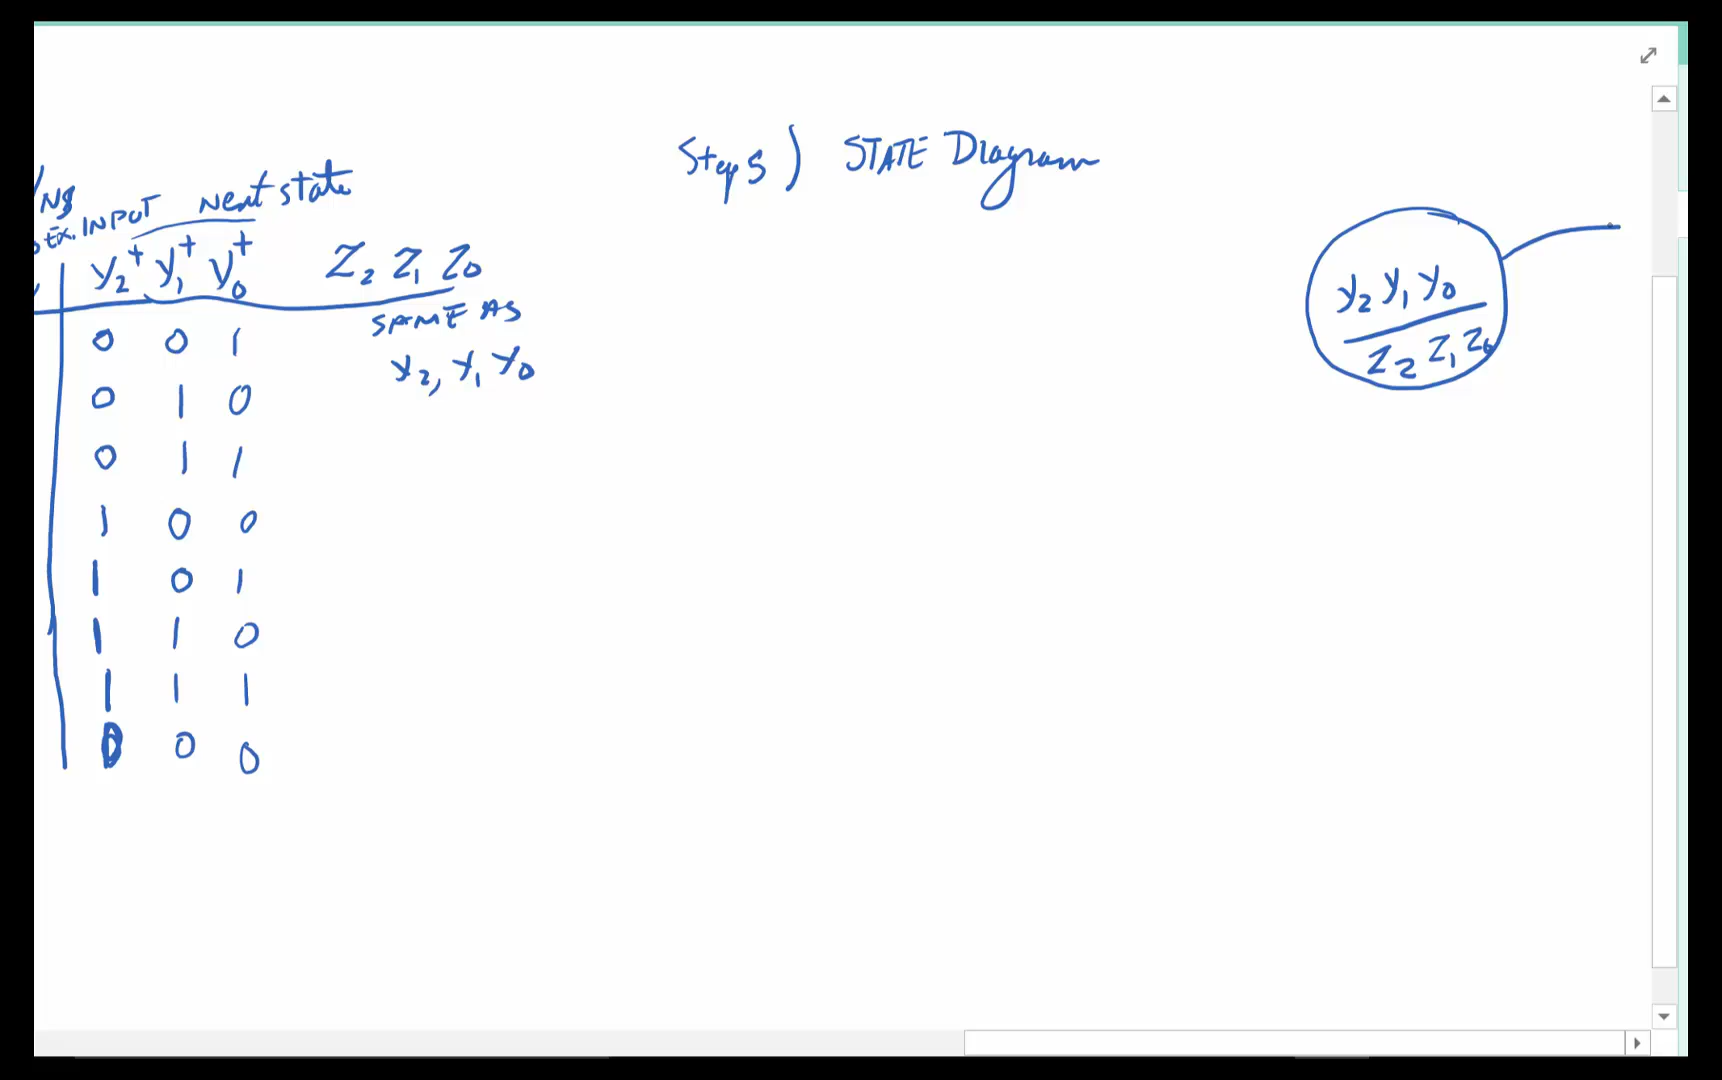 Step 5) STATE Diagram
NS
EX. INPUT Next state
y2+ y1+ y0+ Z2 Z1 Z0
SAME AS
y2, y1 y0
0 0 1
0 1 0
0 1 1
1 0 0
1 0 1
1 1 0
1 1 1
0 0 0
y2 y1 y0
Z2 Z1 Z0